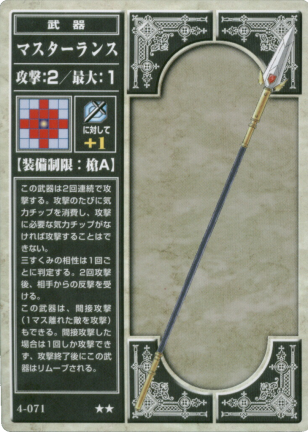 武器
マスターランス
攻撃:2／最大:1
に対して
+1
【装備制限：槍A】
この武器は2回連続で攻
撃する。攻撃のたびに気
力チップを消費し、攻撃
に必要な気力チップがな
ければ攻撃することはで
きない。
三すくみの相性は1回ご
とに判定する。2回攻撃
後、相手からの反撃を受
ける。
この武器は、間接攻撃
（1マス離れた敵を攻撃）
もできる。間接攻撃した
場合は1回しか攻撃でき
ず、攻撃終了後にこの武
器はリムーブされる。
4-071 ★★